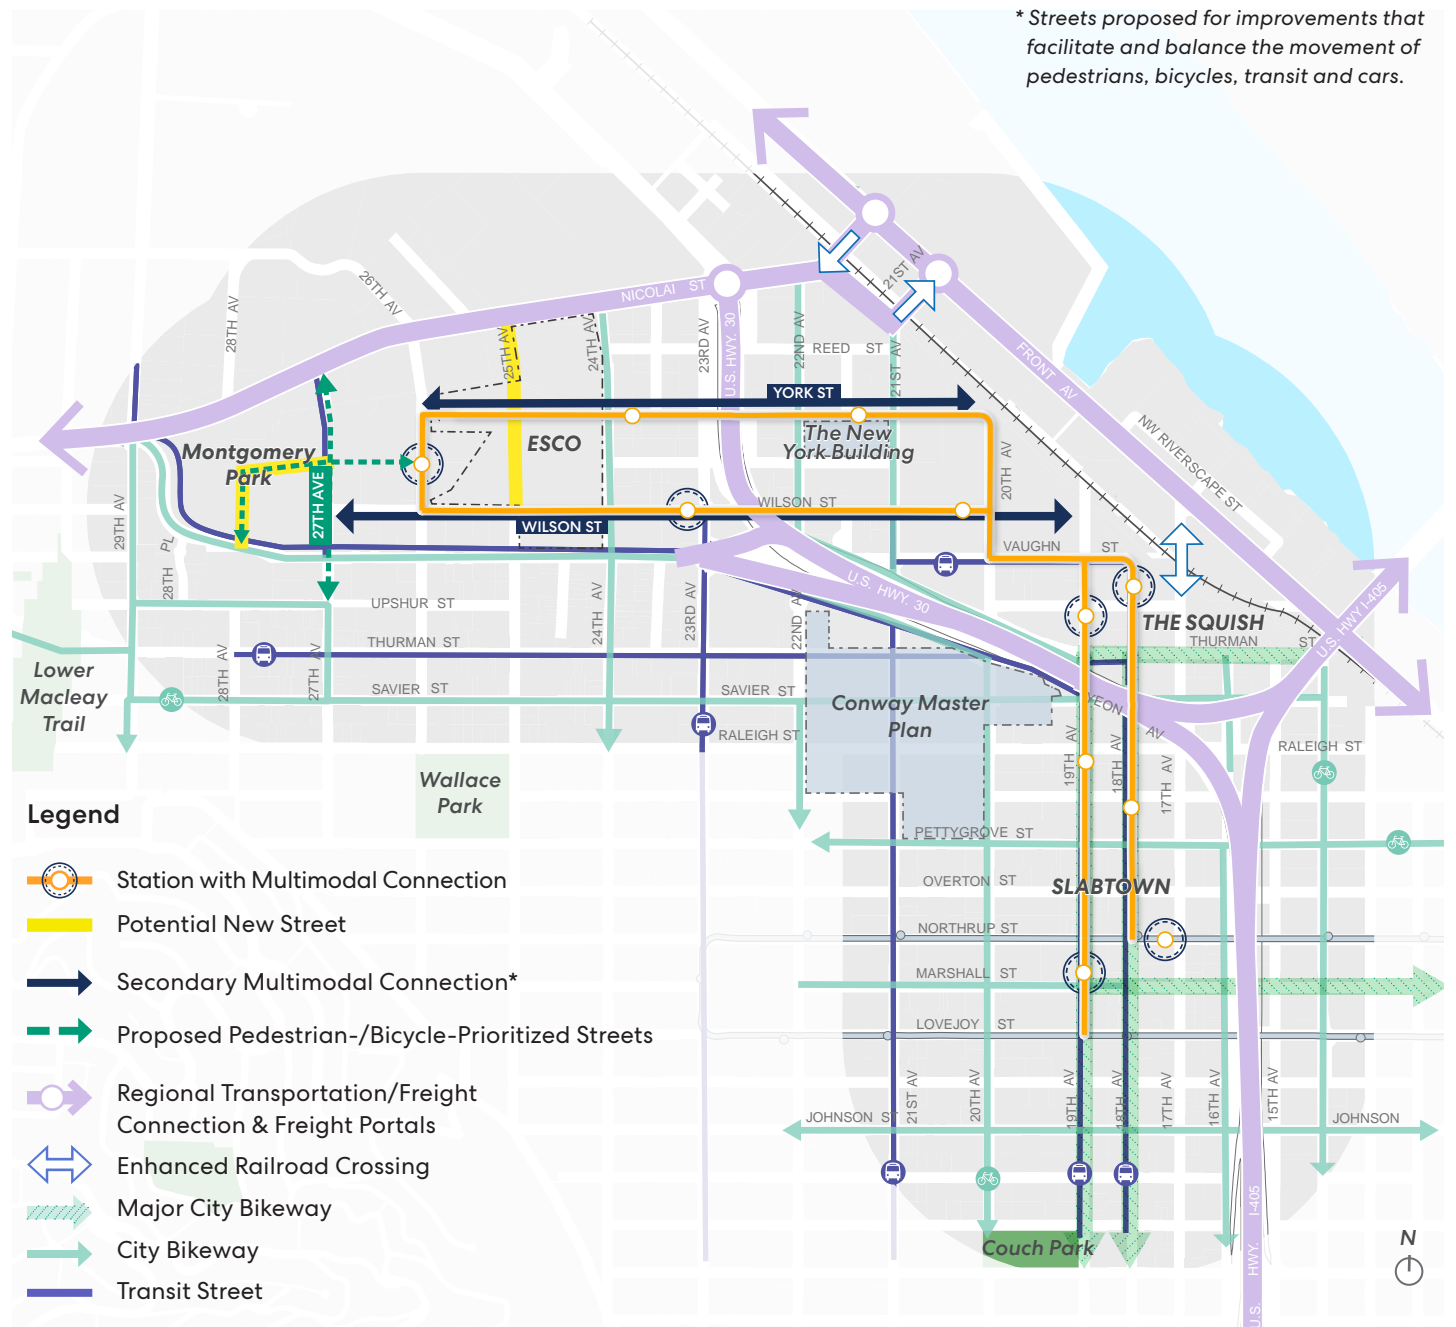 * Streets proposed for improvements that
facilitate and balance the movement of
pedestrians, bicycles, transit and cars.
26TH AV
28TH AV
NICOLAI ST
25TH AV
24TH AV
23RD AV
U.S. HWY. 30
22ND AV
REED ST
21ST AV
21ST AV
FRONT AV
NW RIVERSCAPE ST
YORK ST
Montgomery
Park
ESCO
The New
York Building
20TH AV
27TH AVE
WILSON ST
WILSON ST
29TH AV
28TH PL
VAUGHN ST
U.S. HWY. 30
U.S. HWY I-405
UPSHUR ST
24TH AV
23RD AV
22ND AV
THE SQUISH
THURMAN ST
THURMAN ST
Lower
Macleay
Trail
28TH AV
27TH AV
SAVIER ST
SAVIER ST
Conway Master
Plan
YEON AV
RALEIGH ST
RALEIGH ST
19TH AV
18TH AV
17TH AV
Wallace
Park
PETTYGROVE ST
OVERTON ST
SLABTOWN
NORTHRUP ST
MARSHALL ST
LOVEJOY ST
21ST AV
20TH AV
19TH AV
18TH AV
17TH AV
16TH AV
15TH AV
JOHNSON ST
JOHNSON
U.S. HWY. I-405
Couch Park
N
Legend
Station with Multimodal Connection
Potential New Street
Secondary Multimodal Connection*
Proposed Pedestrian-/Bicycle-Prioritized Streets
Regional Transportation/Freight
Connection & Freight Portals
Enhanced Railroad Crossing
Major City Bikeway
City Bikeway
Transit Street